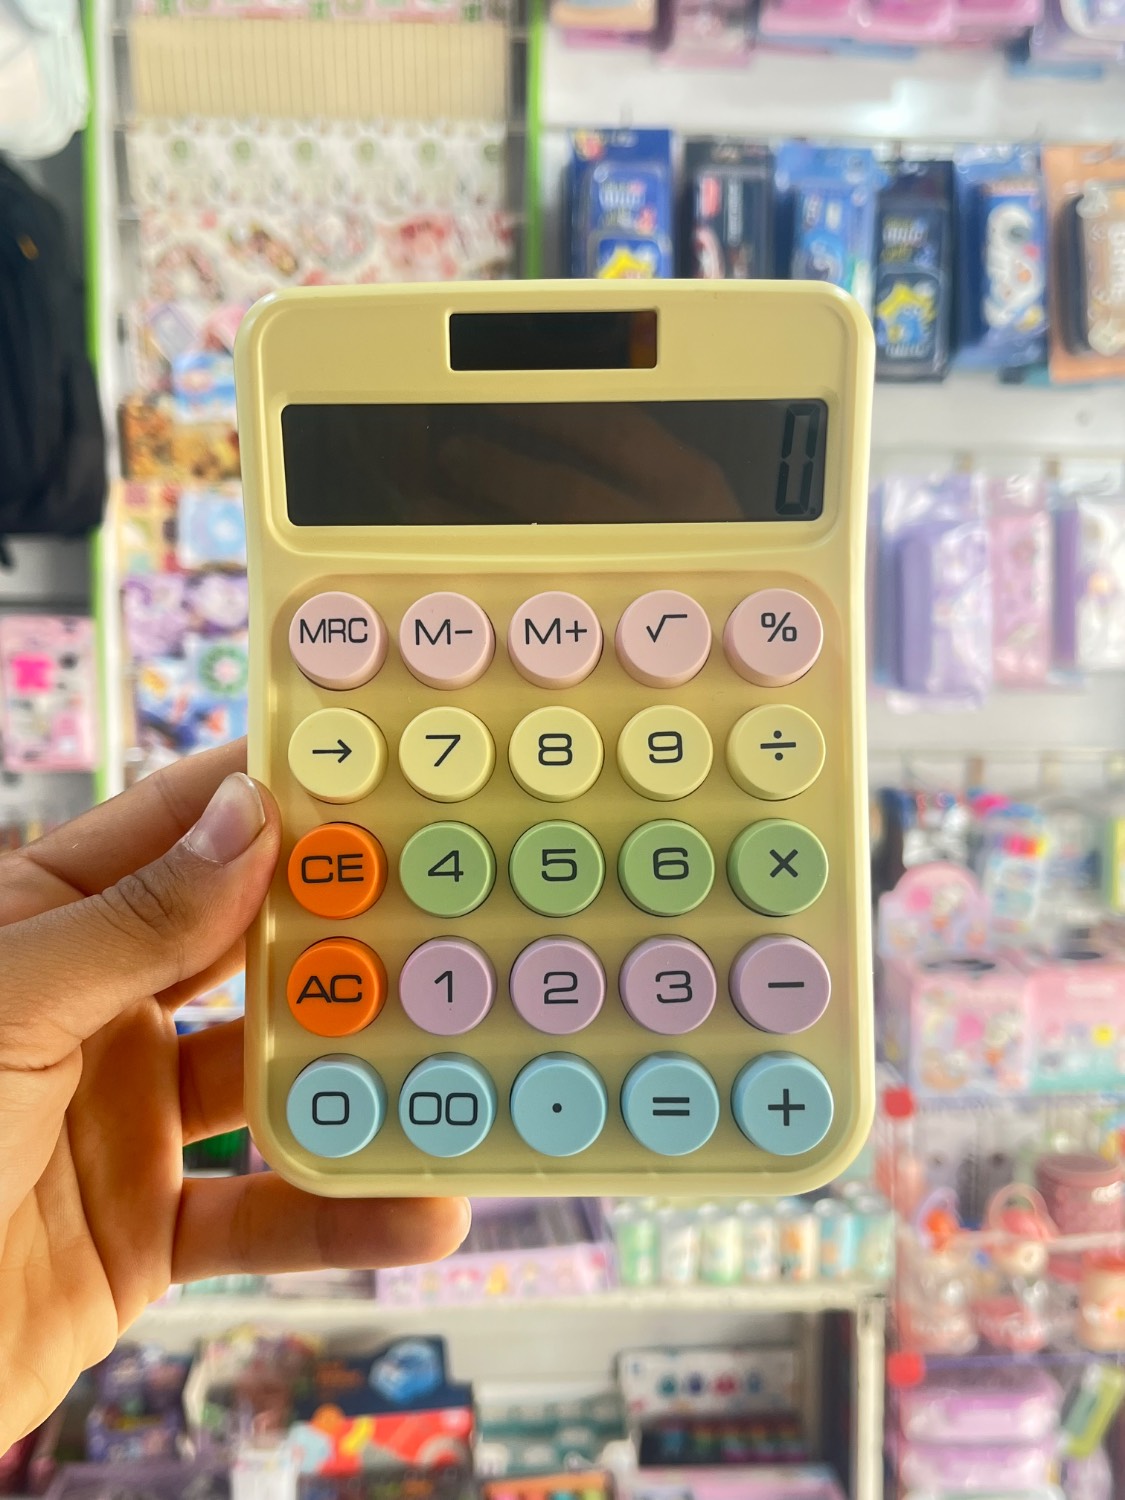 0
MRC M- M+ √ %
→ 7 8 9 ÷
CE 4 5 6 ×
AC 1 2 3 −
0 00 . = +